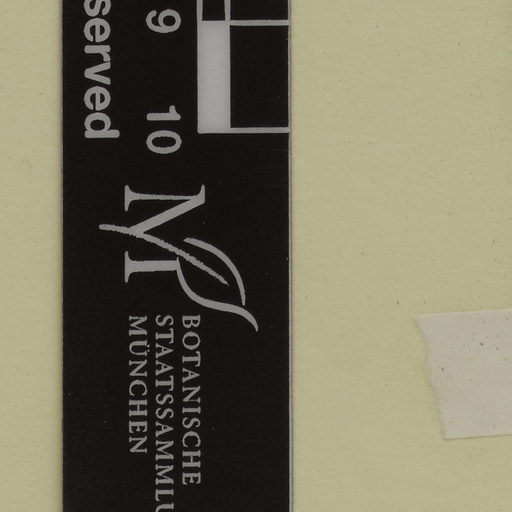 served
9 10
BOTANISCHE
STAATSSAMMLU
MÜNCHEN